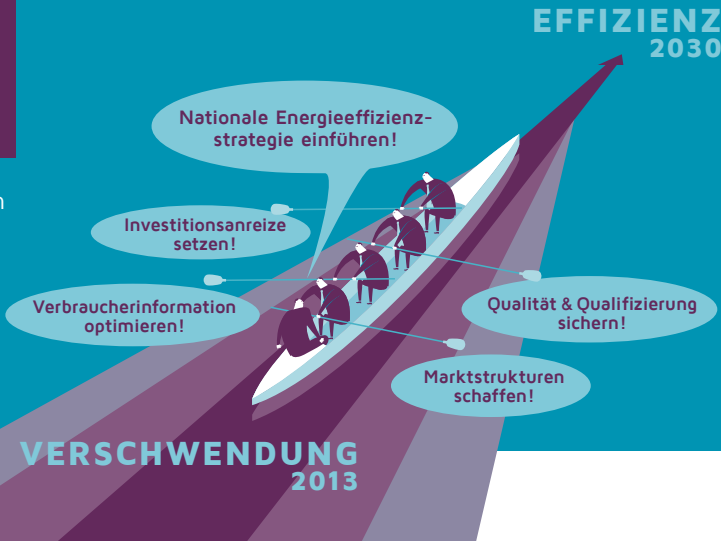 EFFIZIENZ
2030
Nationale Energieeffizienz-
strategie einführen!
n
Investitionsanreize
setzen!
Verbraucherinformation
optimieren!
Qualität & Qualifizierung
sichern!
Marktstrukturen
schaffen!
VERSCHWENDUNG
2013